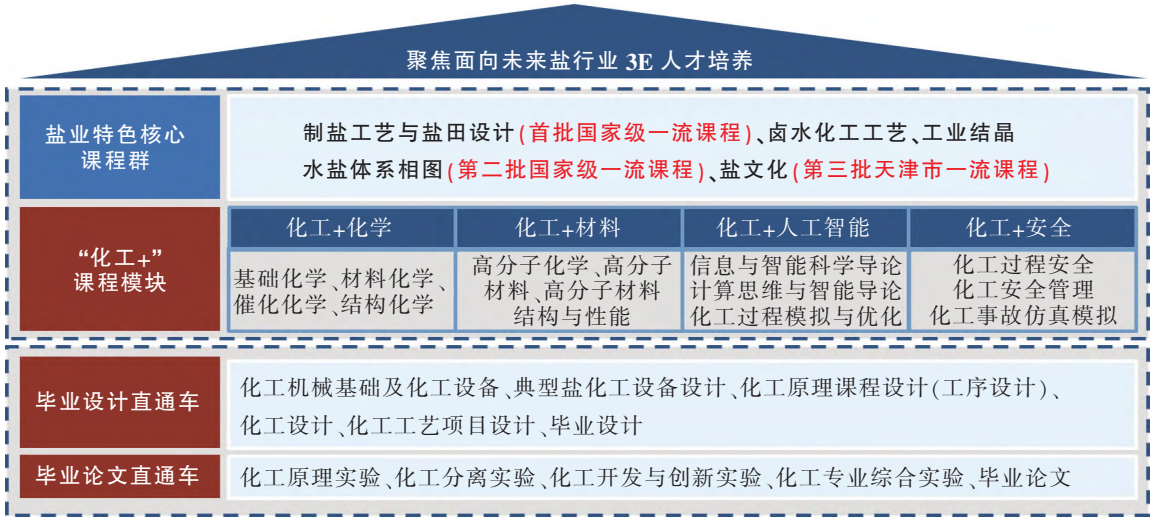 聚焦面向未来盐行业 3E 人才培养
盐业特色核心
课程群
制盐工艺与盐田设计(首批国家级一流课程)、卤水化工工艺、工业结晶
水盐体系相图(第二批国家级一流课程)、盐文化(第三批天津市一流课程)
“化工+”
课程模块
化工+化学
基础化学、材料化学、
催化化学、结构化学
化工+材料
高分子化学、高分子
材料、高分子材料
结构与性能
化工+人工智能
信息与智能科学导论
计算思维与智能导论
化工过程模拟与优化
化工+安全
化工过程安全
化工安全管理
化工事故仿真模拟
毕业设计直通车
化工机械基础及化工设备、典型盐化工设备设计、化工原理课程设计(工序设计)、
化工设计、化工工艺项目设计、毕业设计
毕业论文直通车
化工原理实验、化工分离实验、化工开发与创新实验、化工专业综合实验、毕业论文